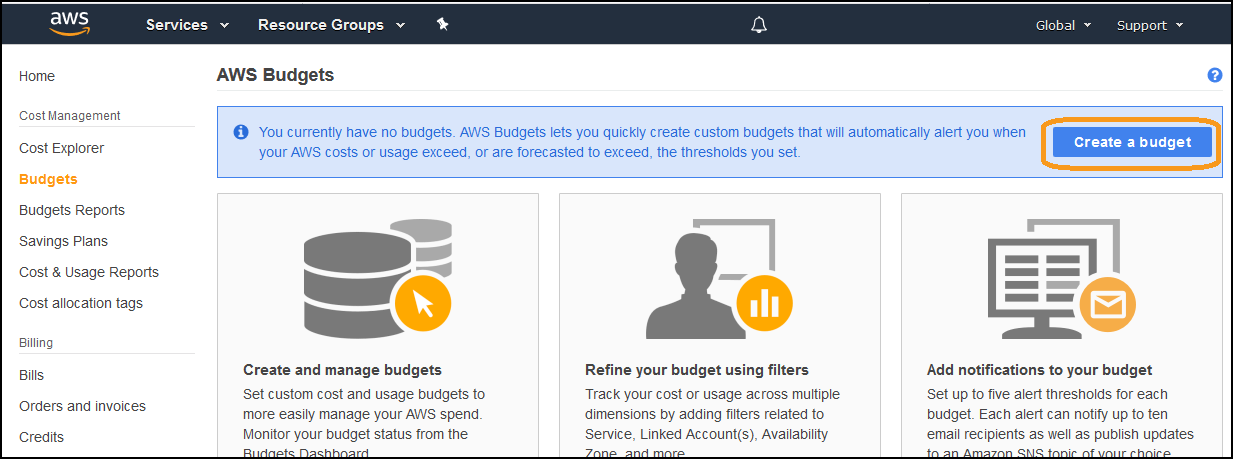 aws
Services
Resource Groups
Global
Support
Home
Cost Management
Cost Explorer
Budgets
Budgets Reports
Savings Plans
Cost & Usage Reports
Cost allocation tags
Billing
Bills
Orders and invoices
Credits
AWS Budgets
?
i
You currently have no budgets. AWS Budgets lets you quickly create custom budgets that will automatically alert you when
your AWS costs or usage exceed, or are forecasted to exceed, the thresholds you set.
Create a budget
Create and manage budgets
Set custom cost and usage budgets to
more easily manage your AWS spend.
Monitor your budget status from the
Budgets Dashboard.
Refine your budget using filters
Track your cost or usage across multiple
dimensions by adding filters related to
Service, Linked Account(s), Availability
Zone, and more.
Add notifications to your budget
Set up to five alert thresholds for each
budget. Each alert can notify up to ten
email recipients as well as publish updates
to an Amazon SNS topic of your choice.